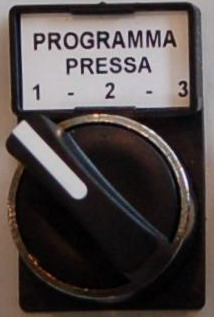 PROGRAMMA
PRESSA
1 - 2 - 3